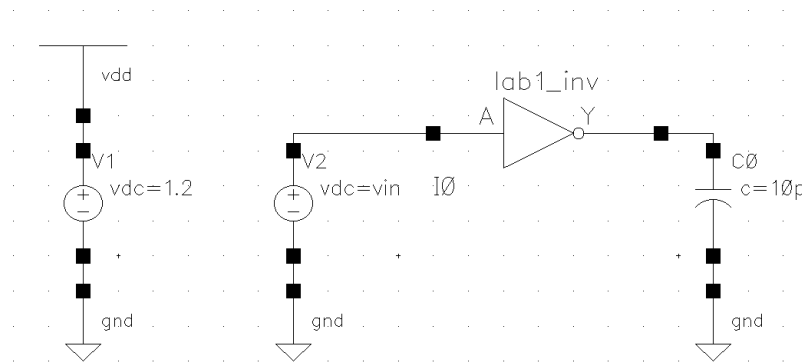 vdd
V1
vdc=1.2
gnd
V2
vdc=vin
gnd
lab1_inv
A
Y
I0
C0
c=10p
gnd